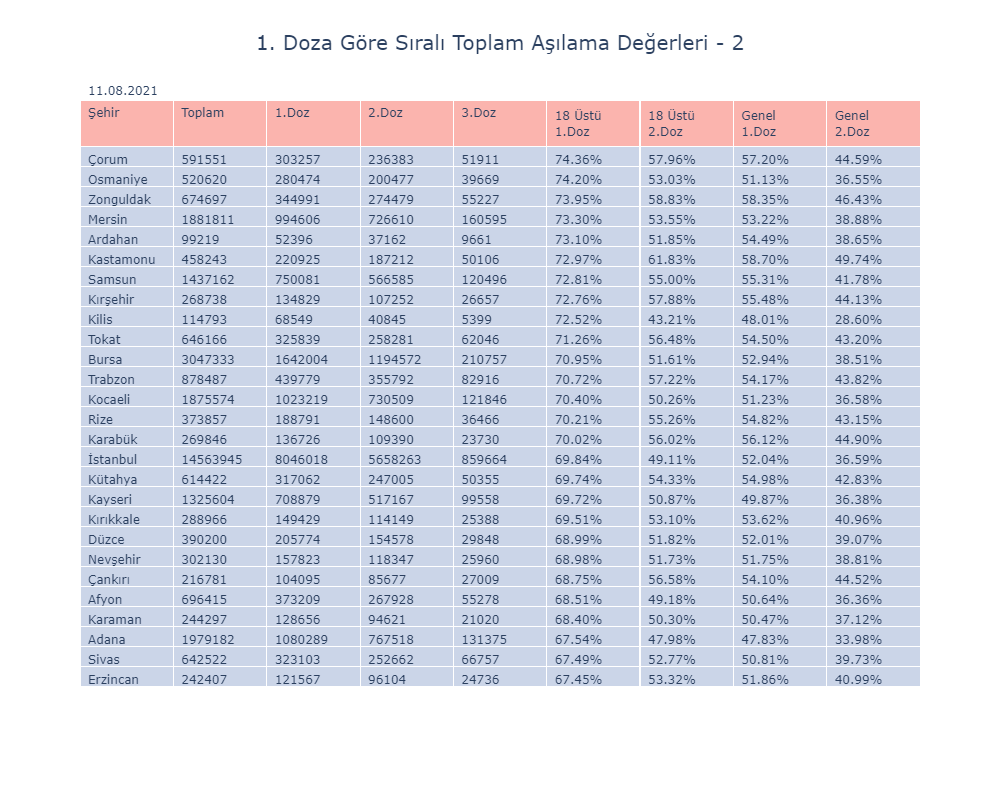 1. Doza Göre Sıralı Toplam Aşılama Değerleri - 2
11.08.2021
Şehir Toplam 1.Doz 2.Doz 3.Doz 18 Üstü 1.Doz 18 Üstü 2.Doz Genel 1.Doz Genel 2.Doz
Çorum 591551 303257 236383 51911 74.36% 57.96% 57.20% 44.59%
Osmaniye 520620 280474 200477 39669 74.20% 53.03% 51.13% 36.55%
Zonguldak 674697 344991 274479 55227 73.95% 58.83% 58.35% 46.43%
Mersin 1881811 994606 726610 160595 73.30% 53.55% 53.22% 38.88%
Ardahan 99219 52396 37162 9661 73.10% 51.85% 54.49% 38.65%
Kastamonu 458243 220925 187212 50106 72.97% 61.83% 58.70% 49.74%
Samsun 1437162 750081 566585 120496 72.81% 55.00% 55.31% 41.78%
Kırşehir 268738 134829 107252 26657 72.76% 57.88% 55.48% 44.13%
Kilis 114793 68549 40845 5399 72.52% 43.21% 48.01% 28.60%
Tokat 646166 325839 258281 62046 71.26% 56.48% 54.50% 43.20%
Bursa 3047333 1642004 1194572 210757 70.95% 51.61% 52.94% 38.51%
Trabzon 878487 439779 355792 82916 70.72% 57.22% 54.17% 43.82%
Kocaeli 1875574 1023219 730509 121846 70.40% 50.26% 51.23% 36.58%
Rize 373857 188791 148600 36466 70.21% 55.26% 54.82% 43.15%
Karabük 269846 136726 109390 23730 70.02% 56.02% 56.12% 44.90%
İstanbul 14563945 8046018 5658263 859664 69.84% 49.11% 52.04% 36.59%
Kütahya 614422 317062 247005 50355 69.74% 54.33% 54.98% 42.83%
Kayseri 1325604 708879 517167 99558 69.72% 50.87% 49.87% 36.38%
Kırıkkale 288966 149429 114149 25388 69.51% 53.10% 53.62% 40.96%
Düzce 390200 205774 154578 29848 68.99% 51.82% 52.01% 39.07%
Nevşehir 302130 157823 118347 25960 68.98% 51.73% 51.75% 38.81%
Çankırı 216781 104095 85677 27009 68.75% 56.58% 54.10% 44.52%
Afyon 696415 373209 267928 55278 68.51% 49.18% 50.64% 36.36%
Karaman 244297 128656 94621 21020 68.40% 50.30% 50.47% 37.12%
Adana 1979182 1080289 767518 131375 67.54% 47.98% 47.83% 33.98%
Sivas 642522 323103 252662 66757 67.49% 52.77% 50.81% 39.73%
Erzincan 242407 121567 96104 24736 67.45% 53.32% 51.86% 40.99%